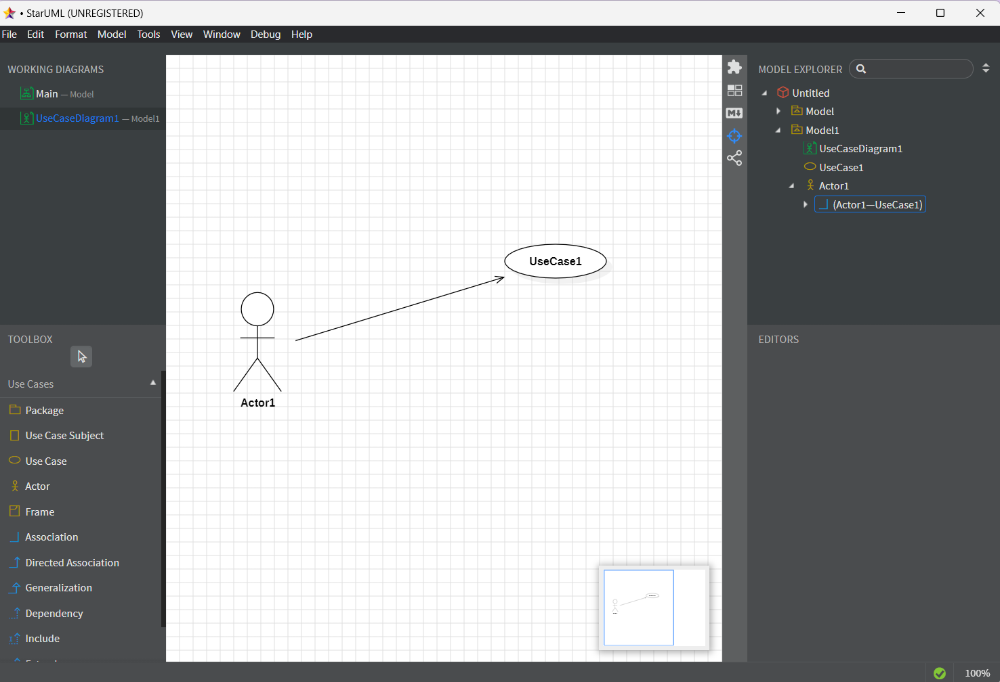 • StarUML (UNREGISTERED)
File Edit Format Model Tools View Window Debug Help
WORKING DIAGRAMS
Main — Model
UseCaseDiagram1 — Model1
TOOLBOX
Use Cases
Package
Use Case Subject
Use Case
Actor
Frame
Association
Directed Association
Generalization
Dependency
Include
UseCase1
Actor1
M
MODEL EXPLORER
Untitled
Model
Model1
UseCaseDiagram1
UseCase1
Actor1
(Actor1—UseCase1)
EDITORS
100%